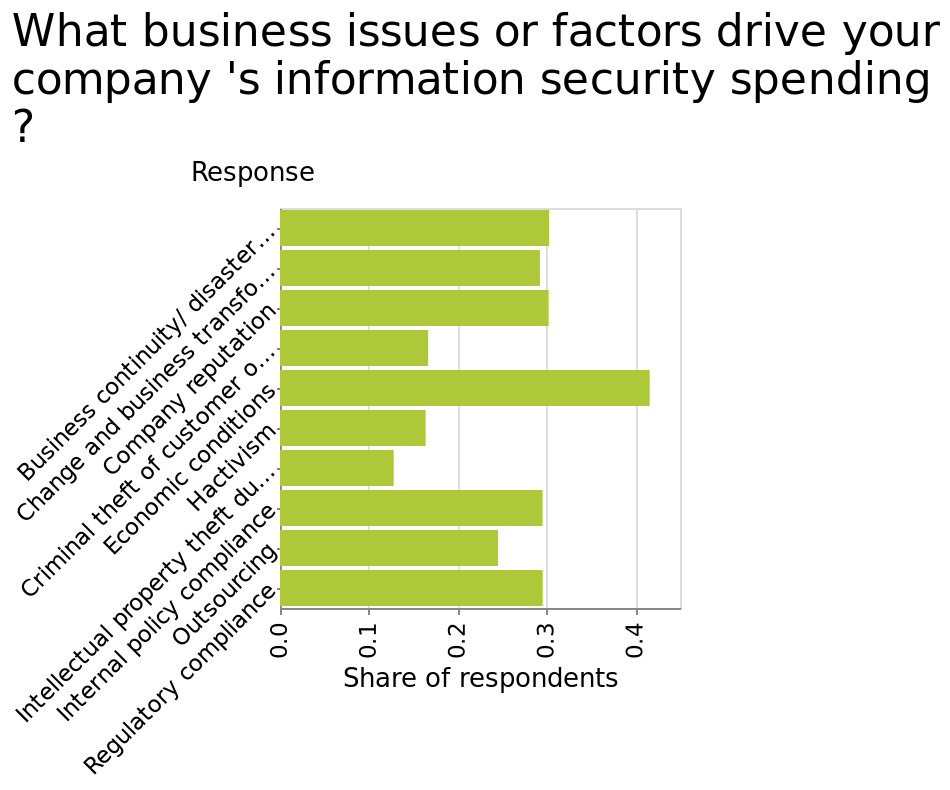 What business issues or factors drive your
company 's information security spending
?
Response
Business continuity/ disaster...
Change and business transfo...
Company reputation
Criminal theft of customer o...
Economic conditions
Hactivism
Intellectual property theft du...
Internal policy compliance
Outsourcing
Regulatory compliance
0.0 0.1 0.2 0.3 0.4
Share of respondents